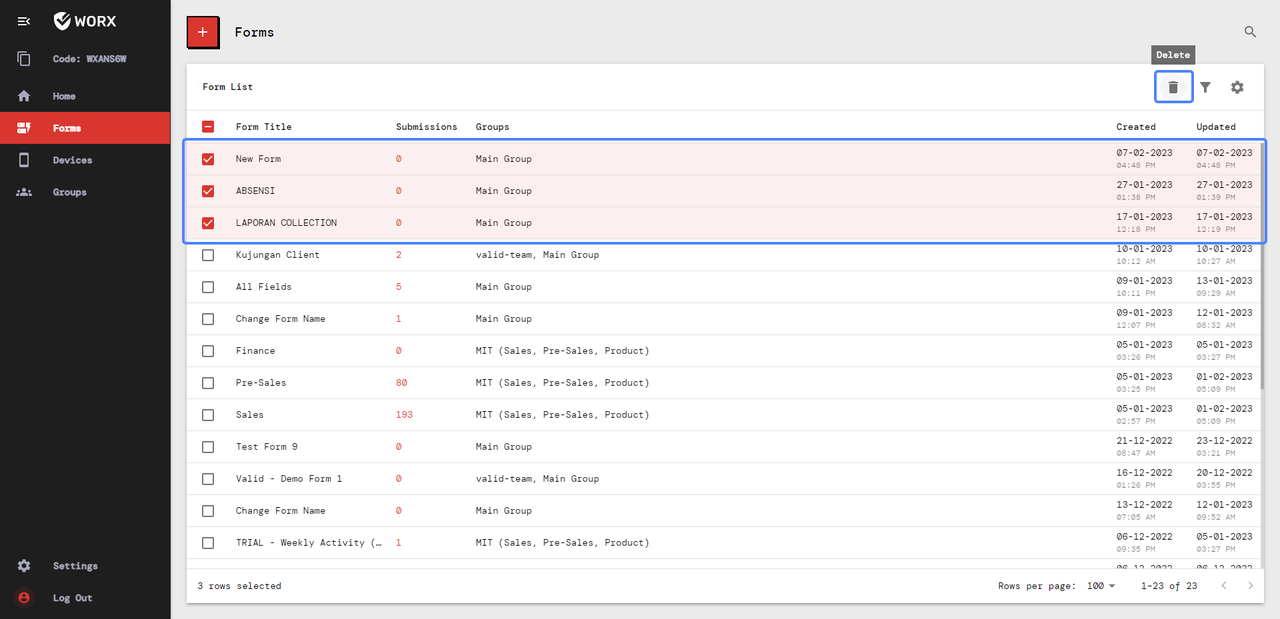 WORX
Code: WXANS6W
Home
Forms
Devices
Groups
Settings
Log Out
Forms
Delete
Form List
Form Title Submissions Groups Created Updated
New Form 0 Main Group 07-02-2023 07-02-2023
04:48 PM 04:48 PM
ABSENSI 0 Main Group 27-01-2023 27-01-2023
01:38 PM 01:39 PM
LAPORAN COLLECTION 0 Main Group 17-01-2023 17-01-2023
12:18 PM 12:19 PM
Kujungan Client 2 valid-team, Main Group 10-01-2023 10-01-2023
10:12 AM 10:27 AM
All Fields 5 Main Group 09-01-2023 13-01-2023
10:11 PM 09:29 AM
Change Form Name 1 Main Group 09-01-2023 12-01-2023
12:07 PM 08:32 AM
Finance 0 MIT (Sales, Pre-Sales, Product) 05-01-2023 05-01-2023
03:26 PM 03:27 PM
Pre-Sales 80 MIT (Sales, Pre-Sales, Product) 05-01-2023 01-02-2023
03:25 PM 05:09 PM
Sales 193 MIT (Sales, Pre-Sales, Product) 05-01-2023 01-02-2023
02:57 PM 05:09 PM
Test Form 9 0 Main Group 21-12-2022 23-12-2022
08:47 AM 03:21 PM
Valid - Demo Form 1 0 valid-team, Main Group 16-12-2022 20-12-2022
01:26 PM 03:55 PM
Change Form Name 0 Main Group 13-12-2022 12-01-2023
07:05 AM 09:52 AM
TRIAL - Weekly Activity (… 1 MIT (Sales, Pre-Sales, Product) 06-12-2022 05-01-2023
09:35 PM 03:27 PM
3 rows selected
Rows per page: 100 1-23 of 23